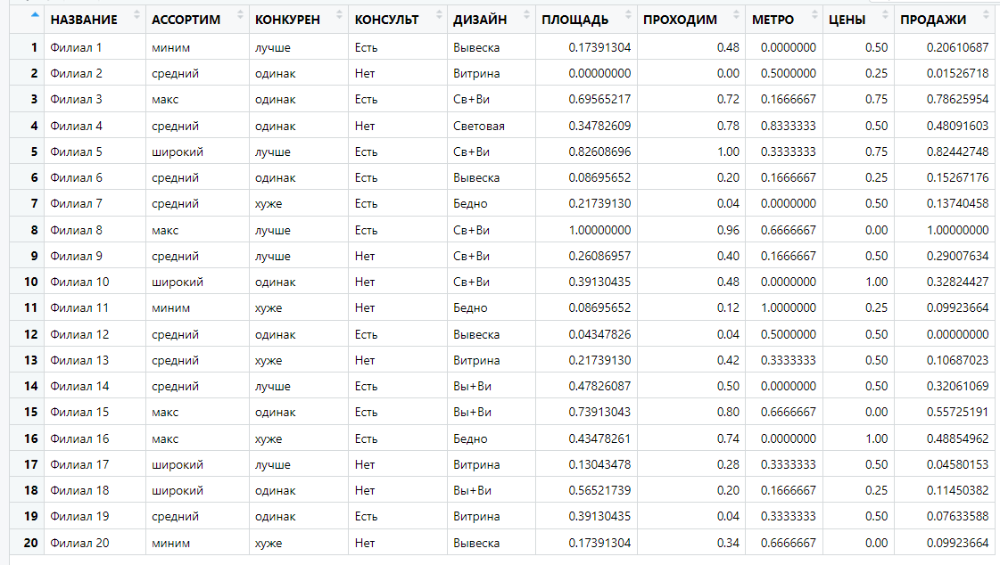 НАЗВАНИЕ АССОРТИМ КОНКУРЕН КОНСУЛЬТ ДИЗАЙН ПЛОЩАДЬ ПРОХОДИМ МЕТРО ЦЕНЫ ПРОДАЖИ
1 Филиал 1 миним лучше Есть Вывеска 0.17391304 0.48 0.0000000 0.50 0.20610687
2 Филиал 2 средний одинак Нет Витрина 0.00000000 0.00 0.5000000 0.25 0.01526718
3 Филиал 3 макс одинак Есть Св+Ви 0.69565217 0.72 0.1666667 0.75 0.78625954
4 Филиал 4 средний одинак Нет Световая 0.34782609 0.78 0.8333333 0.50 0.48091603
5 Филиал 5 широкий лучше Есть Св+Ви 0.82608696 1.00 0.3333333 0.75 0.82442748
6 Филиал 6 средний одинак Есть Вывеска 0.08695652 0.20 0.1666667 0.25 0.15267176
7 Филиал 7 средний хуже Есть Бедно 0.21739130 0.04 0.0000000 0.50 0.13740458
8 Филиал 8 макс лучше Есть Св+Ви 1.00000000 0.96 0.6666667 0.00 1.00000000
9 Филиал 9 средний лучше Нет Св+Ви 0.26086957 0.40 0.1666667 0.50 0.29007634
10 Филиал 10 широкий одинак Нет Св+Ви 0.39130435 0.48 0.0000000 1.00 0.32824427
11 Филиал 11 миним хуже Нет Бедно 0.08695652 0.12 1.0000000 0.25 0.09923664
12 Филиал 12 средний одинак Есть Вывеска 0.04347826 0.04 0.5000000 0.50 0.00000000
13 Филиал 13 средний хуже Нет Витрина 0.21739130 0.42 0.3333333 0.50 0.10687023
14 Филиал 14 средний лучше Есть Вы+Ви 0.47826087 0.50 0.0000000 0.50 0.32061069
15 Филиал 15 макс одинак Есть Вы+Ви 0.73913043 0.80 0.6666667 0.00 0.55725191
16 Филиал 16 макс хуже Есть Бедно 0.43478261 0.74 0.0000000 1.00 0.48854962
17 Филиал 17 широкий лучше Нет Витрина 0.13043478 0.28 0.3333333 0.50 0.04580153
18 Филиал 18 широкий одинак Нет Вы+Ви 0.56521739 0.20 0.1666667 0.25 0.11450382
19 Филиал 19 средний одинак Есть Витрина 0.39130435 0.04 0.3333333 0.50 0.07633588
20 Филиал 20 миним хуже Нет Вывеска 0.17391304 0.34 0.6666667 0.00 0.09923664